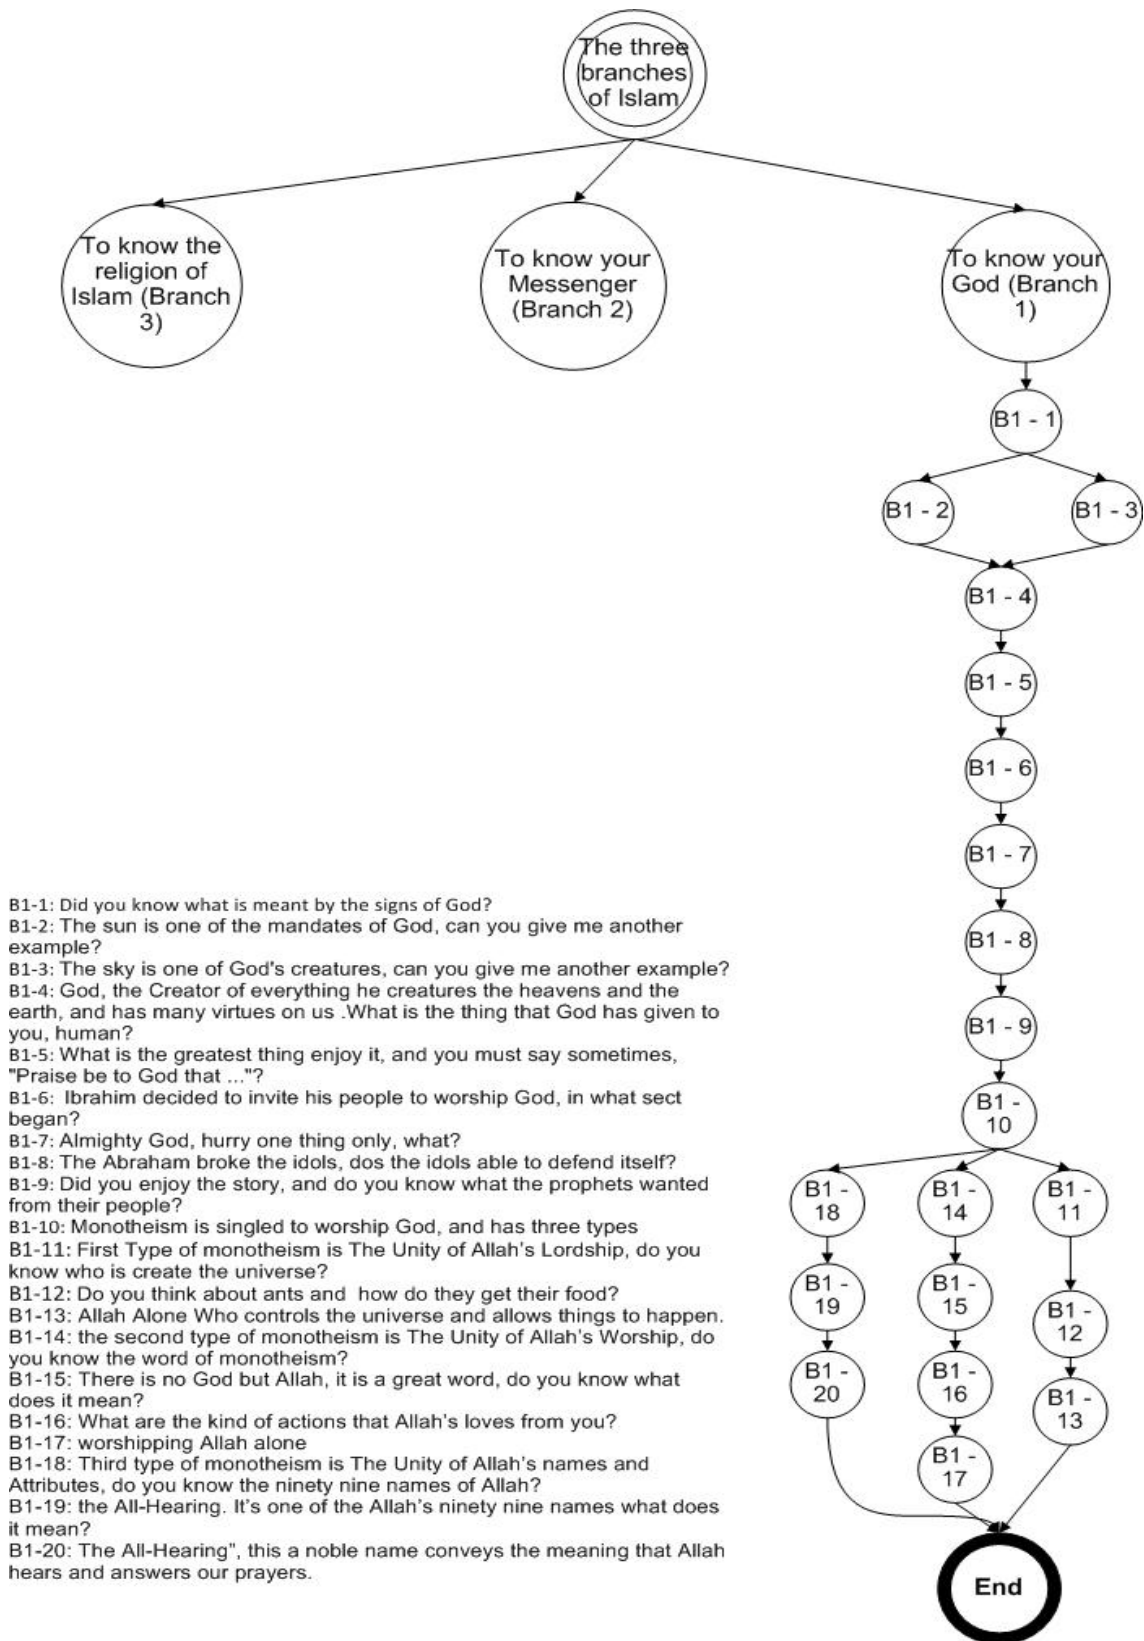 The three
branches
of Islam
To know the
religion of
Islam (Branch
3)
To know your
Messenger
(Branch 2)
To know your
God (Branch
1)
B1 - 1
B1 - 2
B1 - 3
B1 - 4
B1 - 5
B1 - 6
B1 - 7
B1 - 8
B1 - 9
B1 -
10
B1 -
18
B1 -
14
B1 -
11
B1 -
19
B1 -
15
B1 -
12
B1 -
20
B1 -
16
B1 -
13
B1 -
17
End
B1-1: Did you know what is meant by the signs of God?
B1-2: The sun is one of the mandates of God, can you give me another
example?
B1-3: The sky is one of God's creatures, can you give me another example?
B1-4: God, the Creator of everything he creatures the heavens and the
earth, and has many virtues on us .What is the thing that God has given to
you, human?
B1-5: What is the greatest thing enjoy it, and you must say sometimes,
"Praise be to God that ..."?
B1-6:  Ibrahim decided to invite his people to worship God, in what sect
began?
B1-7: Almighty God, hurry one thing only, what?
B1-8: The Abraham broke the idols, dos the idols able to defend itself?
B1-9: Did you enjoy the story, and do you know what the prophets wanted
from their people?
B1-10: Monotheism is singled to worship God, and has three types
B1-11: First Type of monotheism is The Unity of Allah's Lordship, do you
know who is create the universe?
B1-12: Do you think about ants and  how do they get their food?
B1-13: Allah Alone Who controls the universe and allows things to happen.
B1-14: the second type of monotheism is The Unity of Allah's Worship, do
you know the word of monotheism?
B1-15: There is no God but Allah, it is a great word, do you know what
does it mean?
B1-16: What are the kind of actions that Allah's loves from you?
B1-17: worshipping Allah alone
B1-18: Third type of monotheism is The Unity of Allah's names and
Attributes, do you know the ninety nine names of Allah?
B1-19: the All-Hearing. It's one of the Allah's ninety nine names what does
it mean?
B1-20: The All-Hearing", this a noble name conveys the meaning that Allah
hears and answers our prayers.